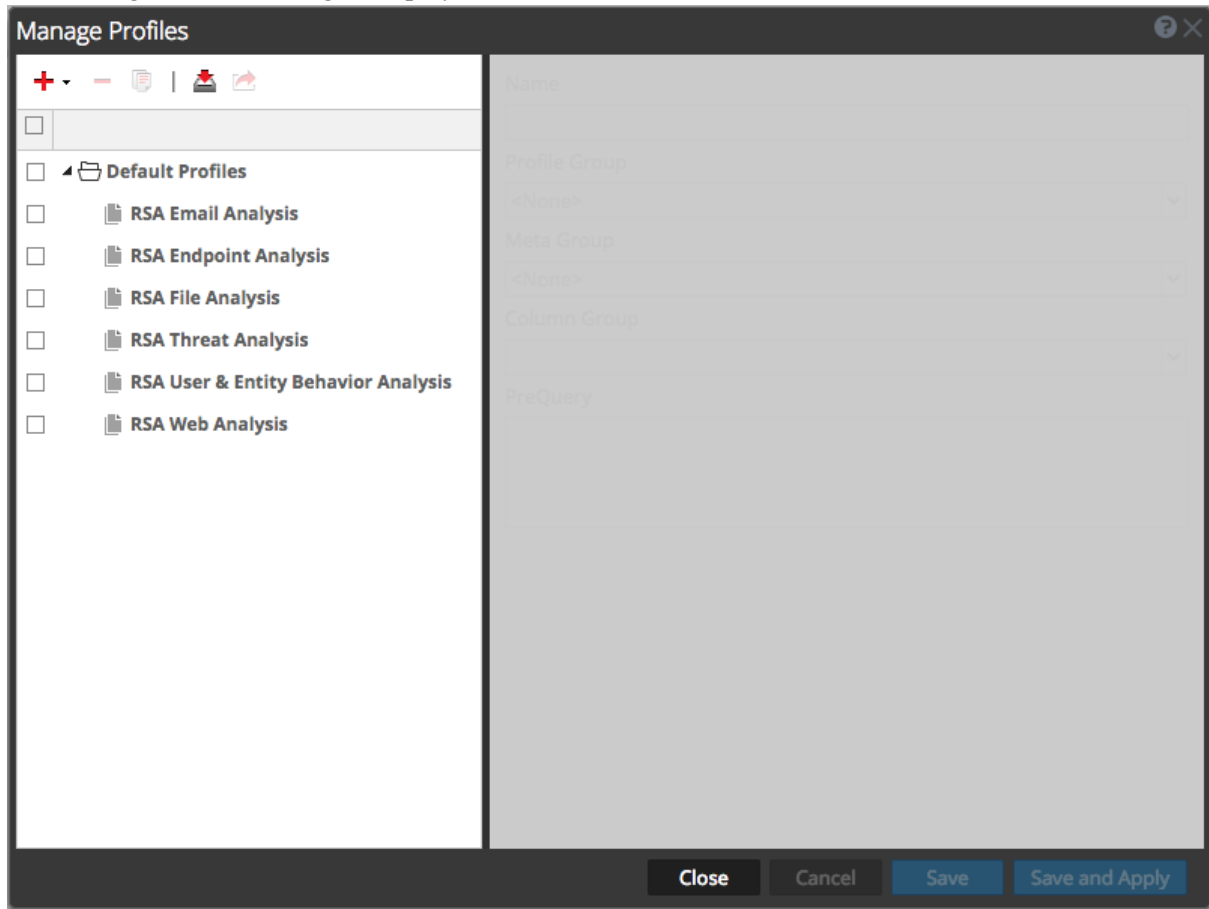 Manage Profiles
Name
Profile Group
<None>
Meta Group
<None>
Column Group
PreQuery
Default Profiles
RSA Email Analysis
RSA Endpoint Analysis
RSA File Analysis
RSA Threat Analysis
RSA User & Entity Behavior Analysis
RSA Web Analysis
Close Cancel Save Save and Apply